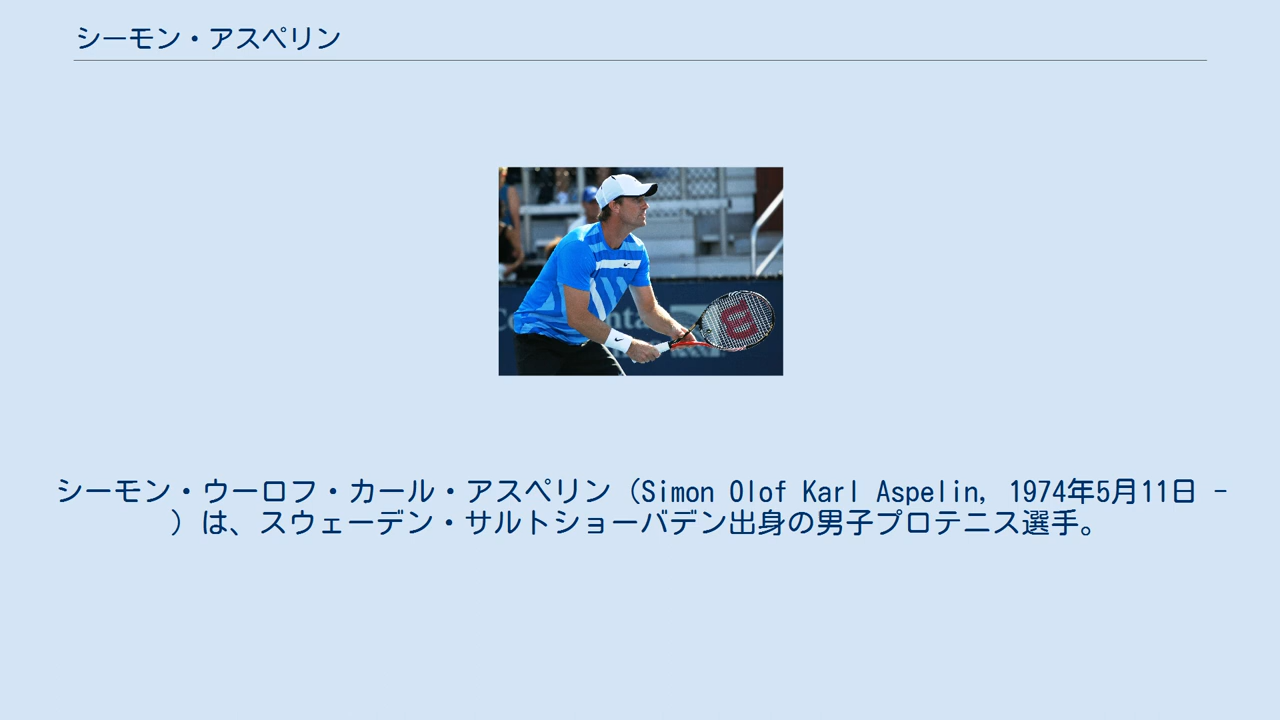 シーモン・アスペリン
シーモン・ウーロフ・カール・アスペリン（Simon Olof Karl Aspelin, 1974年5月11日 -
）は、スウェーデン・サルトショーバデン出身の男子プロテニス選手。